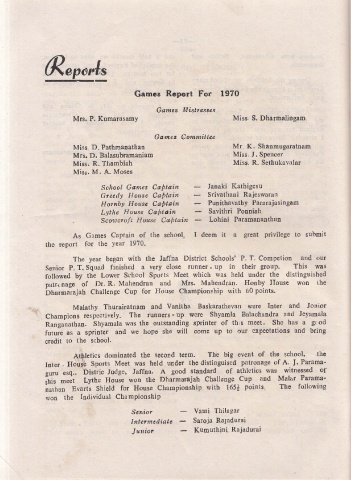 Reports
Games Report For 1970
Games Mistresses
Mrs. P. Kumarasamy Miss S. Dharmalingam
Games Committee
Miss D. Pathmanathan Mr. K. Shanmugaratnam
Mrs. D. Balasubramaniam Miss J. Spencer
Miss. R. Thambiah Miss. R. Sethukavalar
Miss. M. A. Moses
School Games Captain — Janaki Kathigesu
Greedy House Captain — Srivathani Rajeswaran
Hornby House Captain — Punithavathy Pararajasingam
Lythe House Captain — Savithri Ponniah
Scowcroft House Captain — Lohini Paramanathan
As Games Captain of the school, I deem it a great privilege to submit
the report for the year 1970.
The year began with the Jaffna District Schools' P. T. Competion and our
Senior P. T. Squad finished a very close runner-up in their group. This was
followed by the Lower School Sports Meet which was held under the distinguished
patronage of Dr. R. Mahendran and Mrs. Mahendran. Honby House won the
Dharmanjah Challenge Cup for House Championship with 60 points.
Malathy Thurairatnam and Vanitha Baskarathevan were Inter and Junior
Champions respectively. The runners-up were Shyamla Balachandra and Jeyamala
Ranganathan. Shyamala was the outstanding sprinter of this meet. She has a good
future as a sprinter and we hope she will come up to our expectations and bring
credit to the school.
Athletics dominated the second term. The big event of the school, the
Inter-House Sports Meet was held under the distinguised patronage of A. J. Parama-
guru esq., Distric Judge, Jaffna. A good standard of athletics was witnessed of
this meet Lythe House won the Dharmanjah Challenge Cup and Maler Parama-
nathan Evarts Shield for House Championship with 165½ points. The following
won the Individual Championship
Senior — Vasu Thilagar
Intermediate — Saroja Rajadurai
Junior — Kumuthini Rajadurai